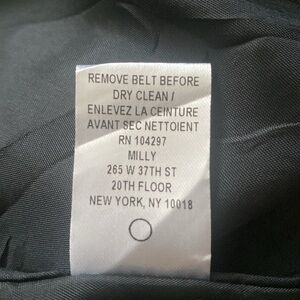 REMOVE BELT BEFORE
DRY CLEAN /
ENLEVEZ LA CEINTURE
AVANT SEC NETTOIENT
RN 104297
MILLY
265 W 37TH ST
20TH FLOOR
NEW YORK, NY 10018